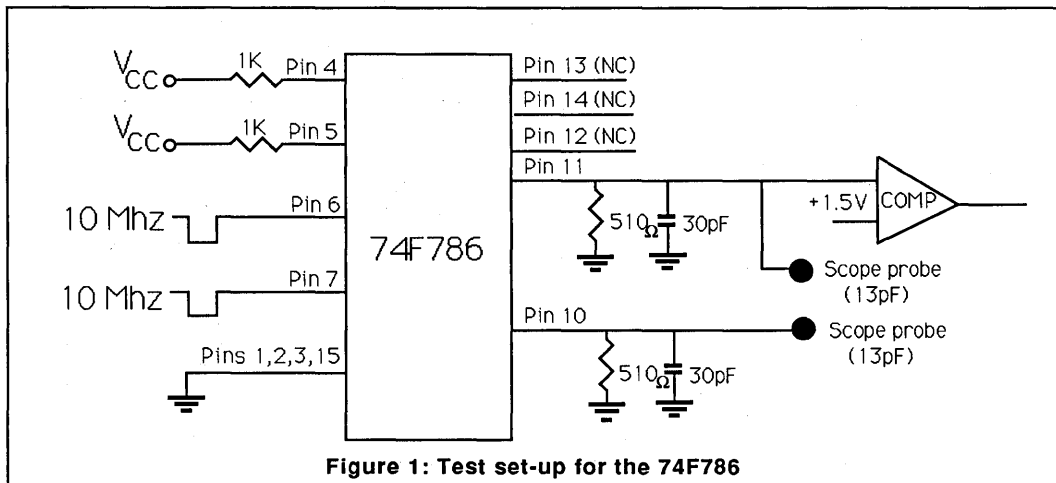 VCC 1K Pin 4
VCC 1K Pin 5
10 Mhz Pin 6
10 Mhz Pin 7
Pins 1,2,3,15
74F786
Pin 13 (NC)
Pin 14 (NC)
Pin 12 (NC)
Pin 11
510Ω 30pF
+1.5V COMP
Scope probe
(13pF)
Pin 10
510Ω 30pF
Scope probe
(13pF)
Figure 1: Test set-up for the 74F786